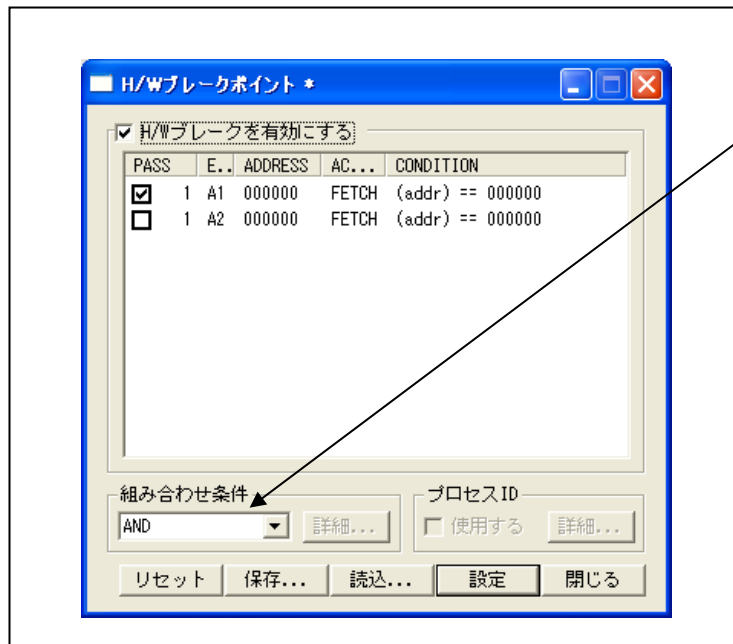 H/Wブレークポイント *
H/Wブレークを有効にする
PASS E.. ADDRESS AC... CONDITION
1 A1 000000 FETCH (addr) == 000000
1 A2 000000 FETCH (addr) == 000000
組み合わせ条件 プロセスID
AND 詳細... 使用する 詳細...
リセット 保存... 読込... 設定 閉じる